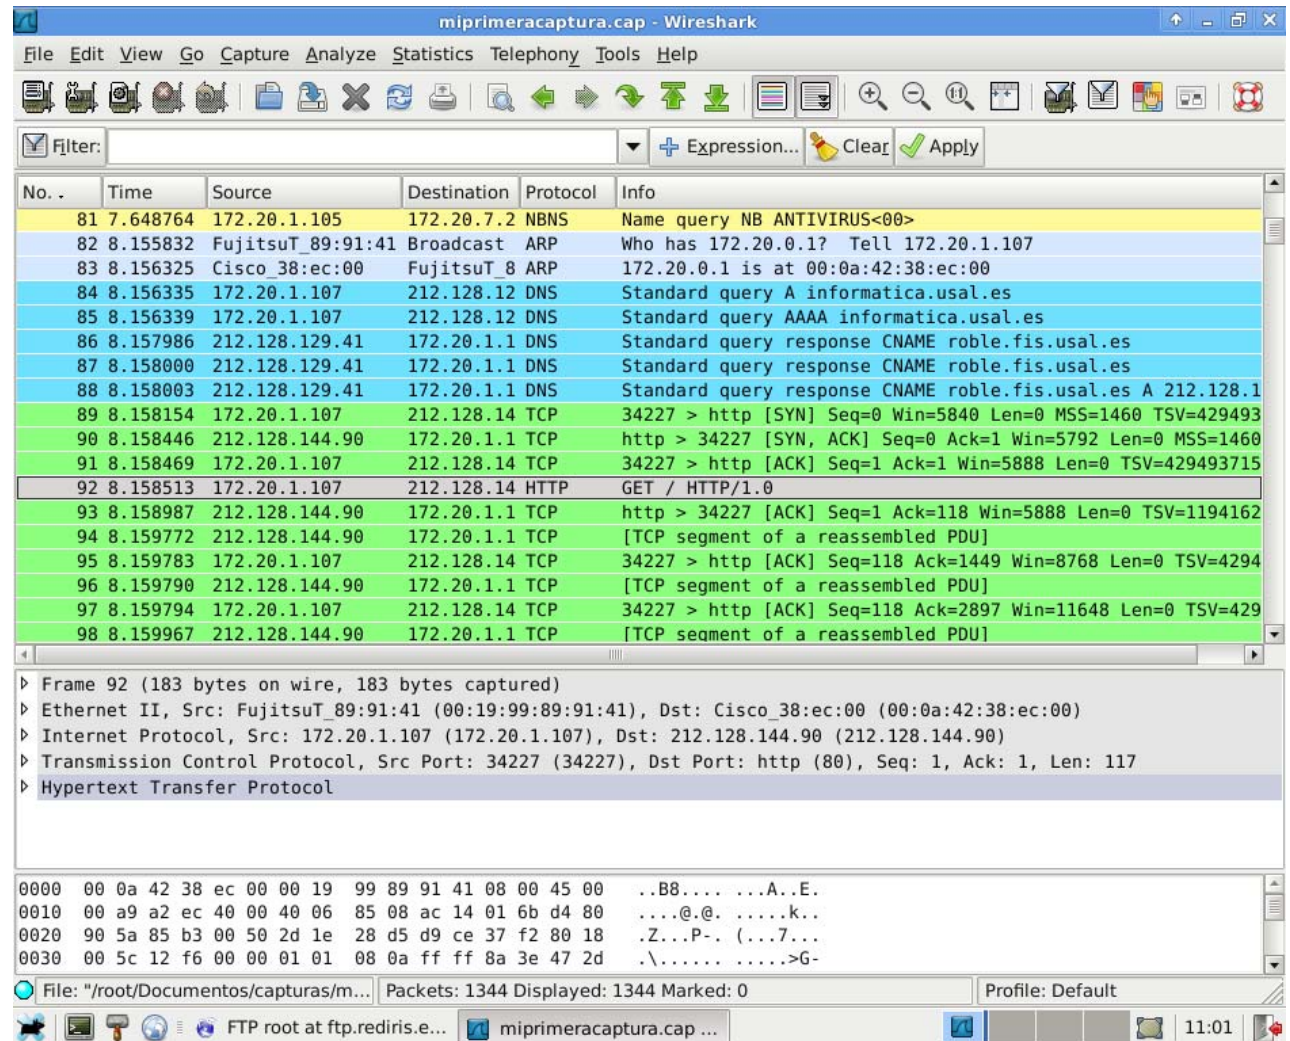 miprimeracaptura.cap - Wireshark
File Edit View Go Capture Analyze Statistics Telephony Tools Help
Filter: Expression... Clear Apply
No. . Time Source Destination Protocol Info
81 7.648764 172.20.1.105 172.20.7.2 NBNS Name query NB ANTIVIRUS<00>
82 8.155832 FujitsuT_89:91:41 Broadcast ARP Who has 172.20.0.1? Tell 172.20.1.107
83 8.156325 Cisco_38:ec:00 FujitsuT_8 ARP 172.20.0.1 is at 00:0a:42:38:ec:00
84 8.156335 172.20.1.107 212.128.12 DNS Standard query A informatica.usal.es
85 8.156339 172.20.1.107 212.128.12 DNS Standard query AAAA informatica.usal.es
86 8.157986 212.128.129.41 172.20.1.1 DNS Standard query response CNAME roble.fis.usal.es
87 8.158000 212.128.129.41 172.20.1.1 DNS Standard query response CNAME roble.fis.usal.es
88 8.158003 212.128.129.41 172.20.1.1 DNS Standard query response CNAME roble.fis.usal.es A 212.128.1
89 8.158154 172.20.1.107 212.128.14 TCP 34227 > http [SYN] Seq=0 Win=5840 Len=0 MSS=1460 TSV=429493
90 8.158446 212.128.144.90 172.20.1.1 TCP http > 34227 [SYN, ACK] Seq=0 Ack=1 Win=5792 Len=0 MSS=1460
91 8.158469 172.20.1.107 212.128.14 TCP 34227 > http [ACK] Seq=1 Ack=1 Win=5888 Len=0 TSV=429493715
92 8.158513 172.20.1.107 212.128.14 HTTP GET / HTTP/1.0
93 8.158987 212.128.144.90 172.20.1.1 TCP http > 34227 [ACK] Seq=1 Ack=118 Win=5888 Len=0 TSV=1194162
94 8.159772 212.128.144.90 172.20.1.1 TCP [TCP segment of a reassembled PDU]
95 8.159783 172.20.1.107 212.128.14 TCP 34227 > http [ACK] Seq=118 Ack=1449 Win=8768 Len=0 TSV=4294
96 8.159790 212.128.144.90 172.20.1.1 TCP [TCP segment of a reassembled PDU]
97 8.159794 172.20.1.107 212.128.14 TCP 34227 > http [ACK] Seq=118 Ack=2897 Win=11648 Len=0 TSV=429
98 8.159967 212.128.144.90 172.20.1.1 TCP [TCP segment of a reassembled PDU]
Frame 92 (183 bytes on wire, 183 bytes captured)
Ethernet II, Src: FujitsuT_89:91:41 (00:19:99:89:91:41), Dst: Cisco_38:ec:00 (00:0a:42:38:ec:00)
Internet Protocol, Src: 172.20.1.107 (172.20.1.107), Dst: 212.128.144.90 (212.128.144.90)
Transmission Control Protocol, Src Port: 34227 (34227), Dst Port: http (80), Seq: 1, Ack: 1, Len: 117
Hypertext Transfer Protocol
0000 00 0a 42 38 ec 00 00 19 99 89 91 41 08 00 45 00 ..B8.... ...A..E.
0010 00 a9 a2 ec 40 00 40 06 85 08 ac 14 01 6b d4 80 ....@.@. .....k..
0020 90 5a 85 b3 00 50 2d 1e 28 d5 d9 ce 37 f2 80 18 .Z...P-. (...7...
0030 00 5c 12 f6 00 00 01 01 08 0a ff ff 8a 3e 47 2d .\...... .....>G-
File: "/root/Documentos/capturas/m... Packets: 1344 Displayed: 1344 Marked: 0 Profile: Default
FTP root at ftp.rediris.e... miprimeracaptura.cap ... 11:01